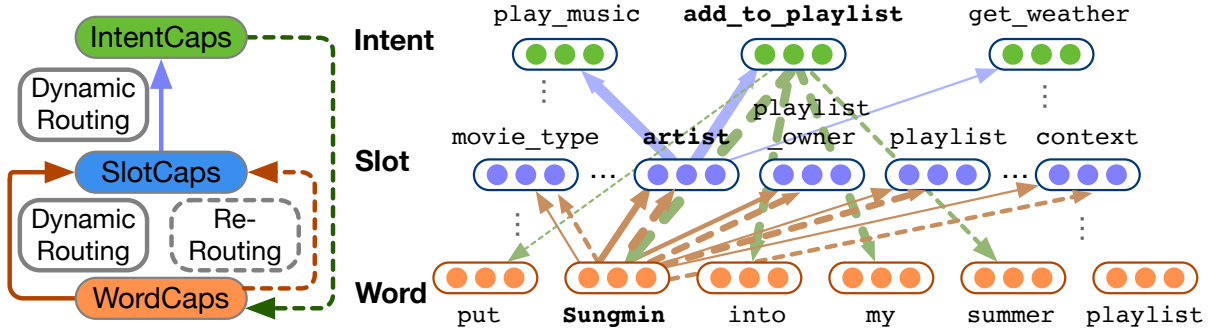 IntentCaps
Dynamic
Routing
SlotCaps
Dynamic
Routing
Re-
Routing
WordCaps
Intent
play_music
add_to_playlist
get_weather
⋮
⋮
Slot
movie_type
artist
playlist
_owner
playlist
context
...
...
⋮
⋮
Word
put
Sungmin
into
my
summer
playlist